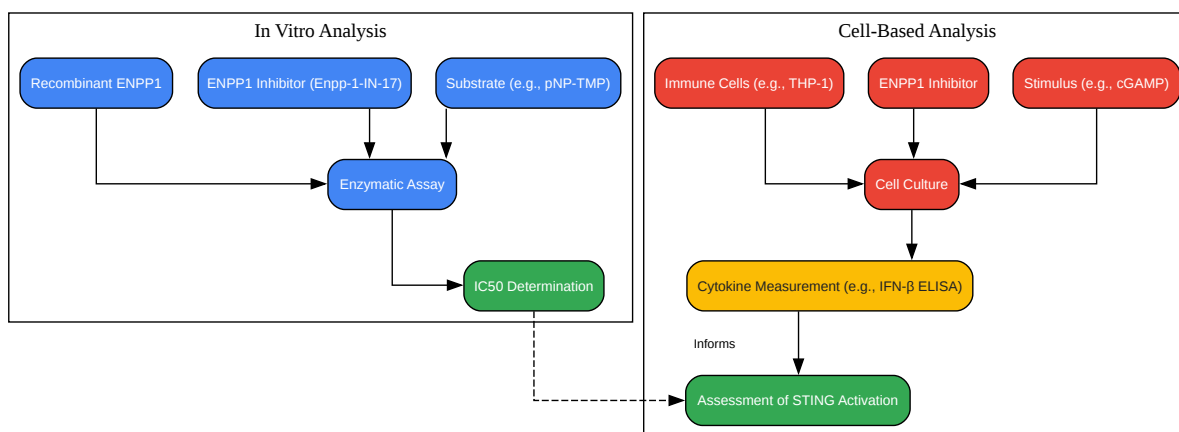 In Vitro Analysis
Recombinant ENPP1
ENPP1 Inhibitor (Enpp-1-IN-17)
Substrate (e.g., pNP-TMP)
Enzymatic Assay
IC50 Determination
Cell-Based Analysis
Immune Cells (e.g., THP-1)
ENPP1 Inhibitor
Stimulus (e.g., cGAMP)
Cell Culture
Cytokine Measurement (e.g., IFN-β ELISA)
Informs
Assessment of STING Activation